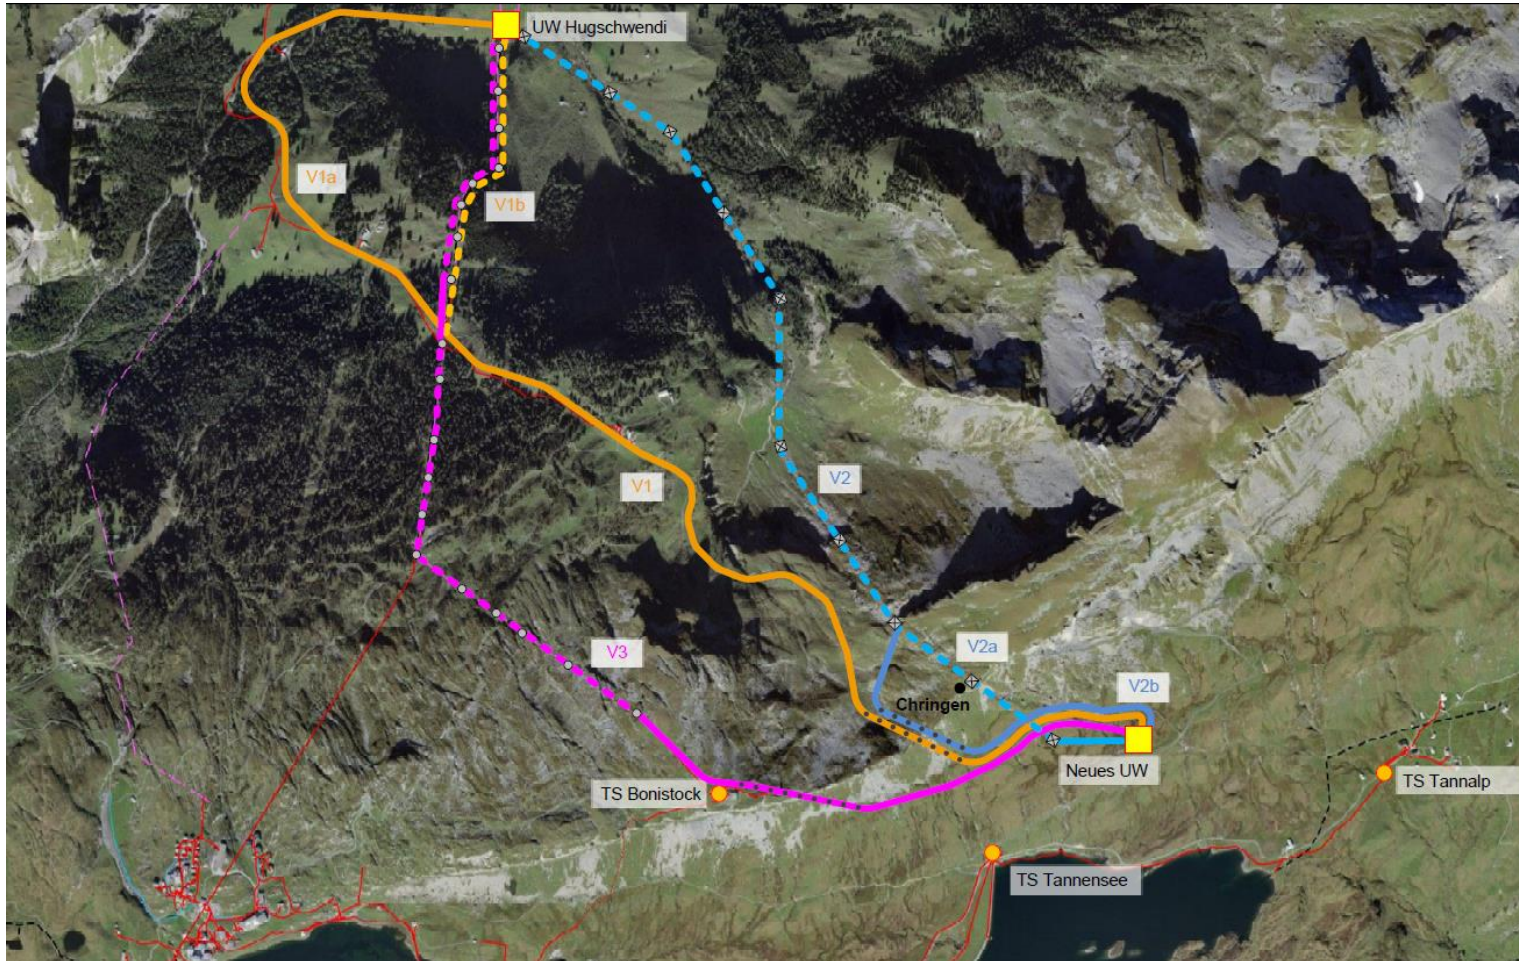 UW Hugschwendi
V1a
V1b
V2
V1
V2a
V3
V2b
Chringen
Neues UW
TS Bonistock
TS Tannalp
TS Tannensee